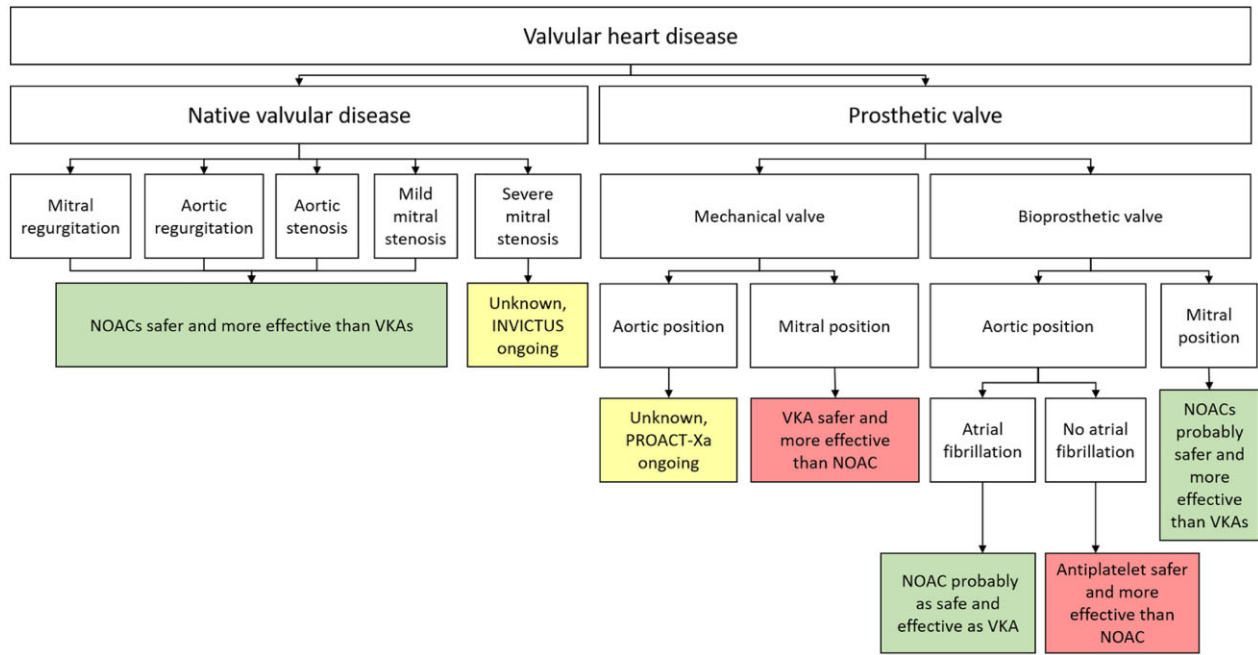 Valvular heart disease
Native valvular disease
Prosthetic valve
Mitral
regurgitation
Aortic
regurgitation
Aortic
stenosis
Mild
mitral
stenosis
Severe
mitral
stenosis
Mechanical valve
Bioprosthetic valve
NOACs safer and more effective than VKAs
Unknown,
INVICTUS
ongoing
Aortic position
Mitral position
Aortic position
Mitral
position
Unknown,
PROACT-Xa
ongoing
VKA safer and
more effective
than NOAC
Atrial
fibrillation
No atrial
fibrillation
NOACs
probably
safer and
more
effective
than VKAs
NOAC probably
as safe and
effective as VKA
Antiplatelet safer
and more
effective than
NOAC